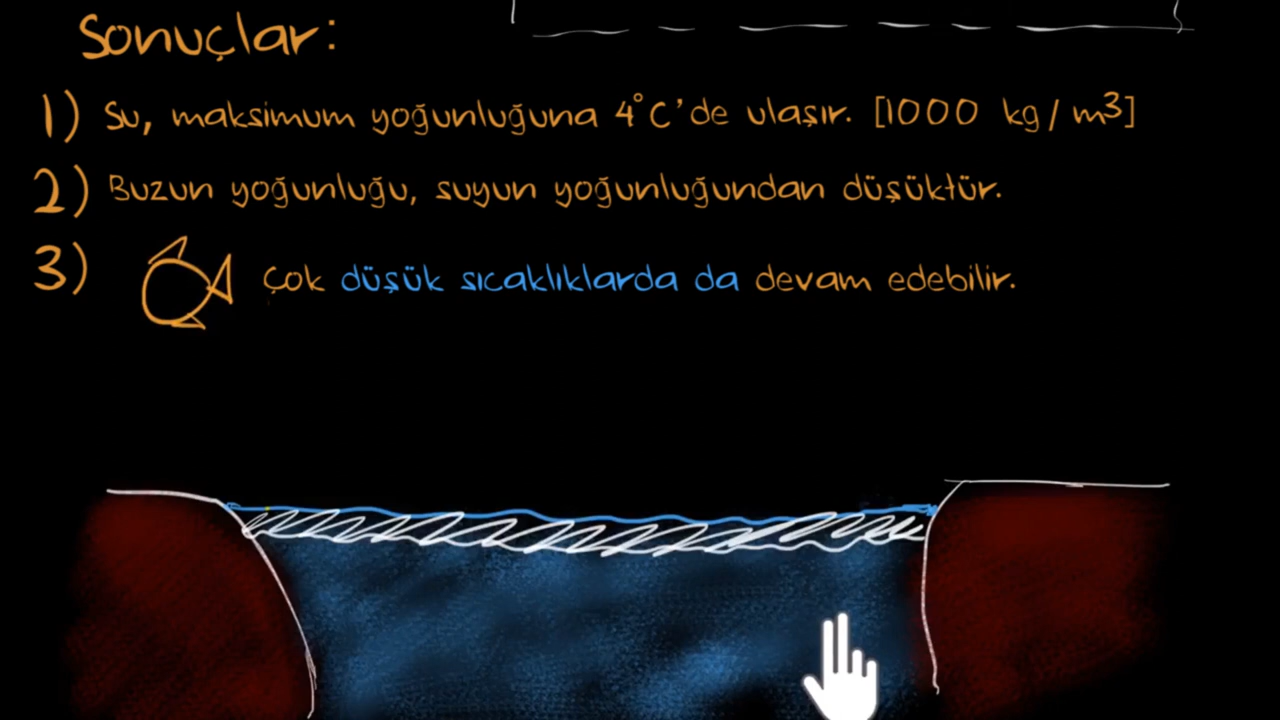 Sonuçlar:
1) Su, maksimum yoğunluğuna 4°C'de ulaşır. [1000 kg/m³]
2) Buzun yoğunluğu, suyun yoğunluğundan düşüktür.
3) Çok düşük sıcaklıklarda da devam edebilir.